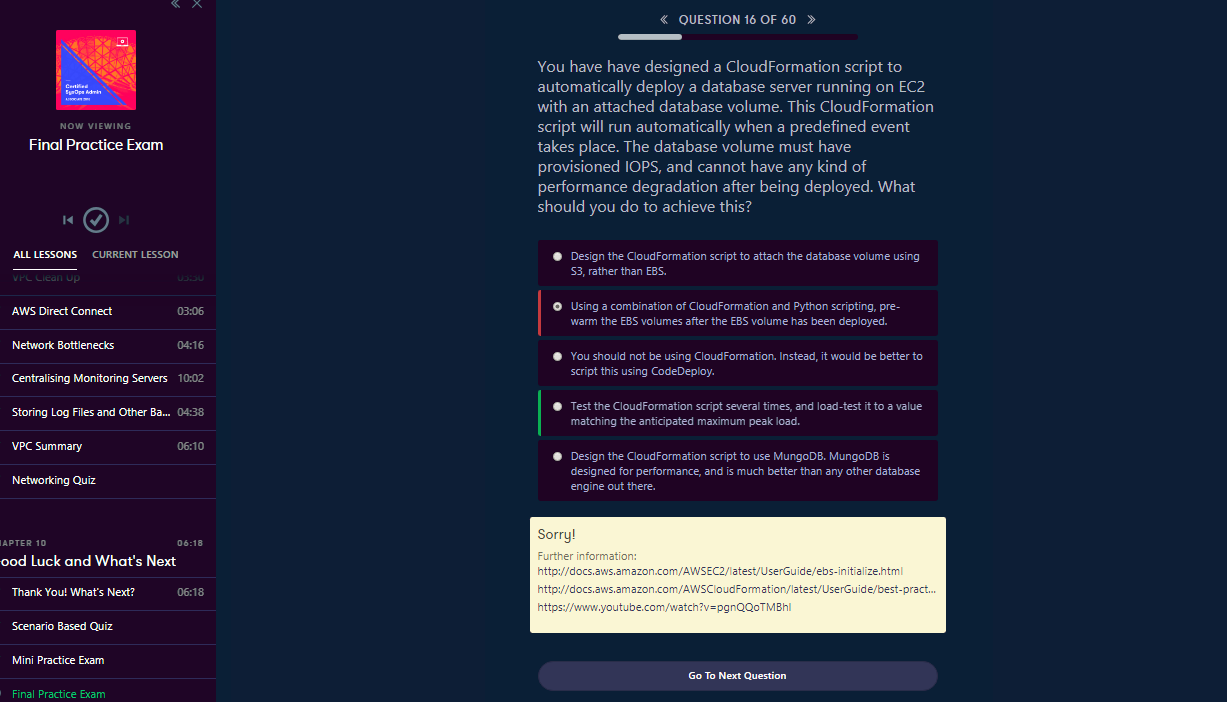 NOW VIEWING
Final Practice Exam
ALL LESSONS CURRENT LESSON
VPC Clean Up 03:50
AWS Direct Connect 03:06
Network Bottlenecks 04:16
Centralising Monitoring Servers 10:02
Storing Log Files and Other Ba... 04:38
VPC Summary 06:10
Networking Quiz
APTER 10 06:18
ood Luck and What's Next
Thank You! What's Next? 06:18
Scenario Based Quiz
Mini Practice Exam
Final Practice Exam
Certified
SysOps Admin
« QUESTION 16 OF 60 »
You have have designed a CloudFormation script to
automatically deploy a database server running on EC2
with an attached database volume. This CloudFormation
script will run automatically when a predefined event
takes place. The database volume must have
provisioned IOPS, and cannot have any kind of
performance degradation after being deployed. What
should you do to achieve this?
Design the CloudFormation script to attach the database volume using
S3, rather than EBS.
Using a combination of CloudFormation and Python scripting, pre-
warm the EBS volumes after the EBS volume has been deployed.
You should not be using CloudFormation. Instead, it would be better to
script this using CodeDeploy.
Test the CloudFormation script several times, and load-test it to a value
matching the anticipated maximum peak load.
Design the CloudFormation script to use MungoDB. MungoDB is
designed for performance, and is much better than any other database
engine out there.
Sorry!
Further information:
http://docs.aws.amazon.com/AWSEC2/latest/UserGuide/ebs-initialize.html
http://docs.aws.amazon.com/AWSCloudFormation/latest/UserGuide/best-pract...
https://www.youtube.com/watch?v=pgnQQoTMBhI
Go To Next Question